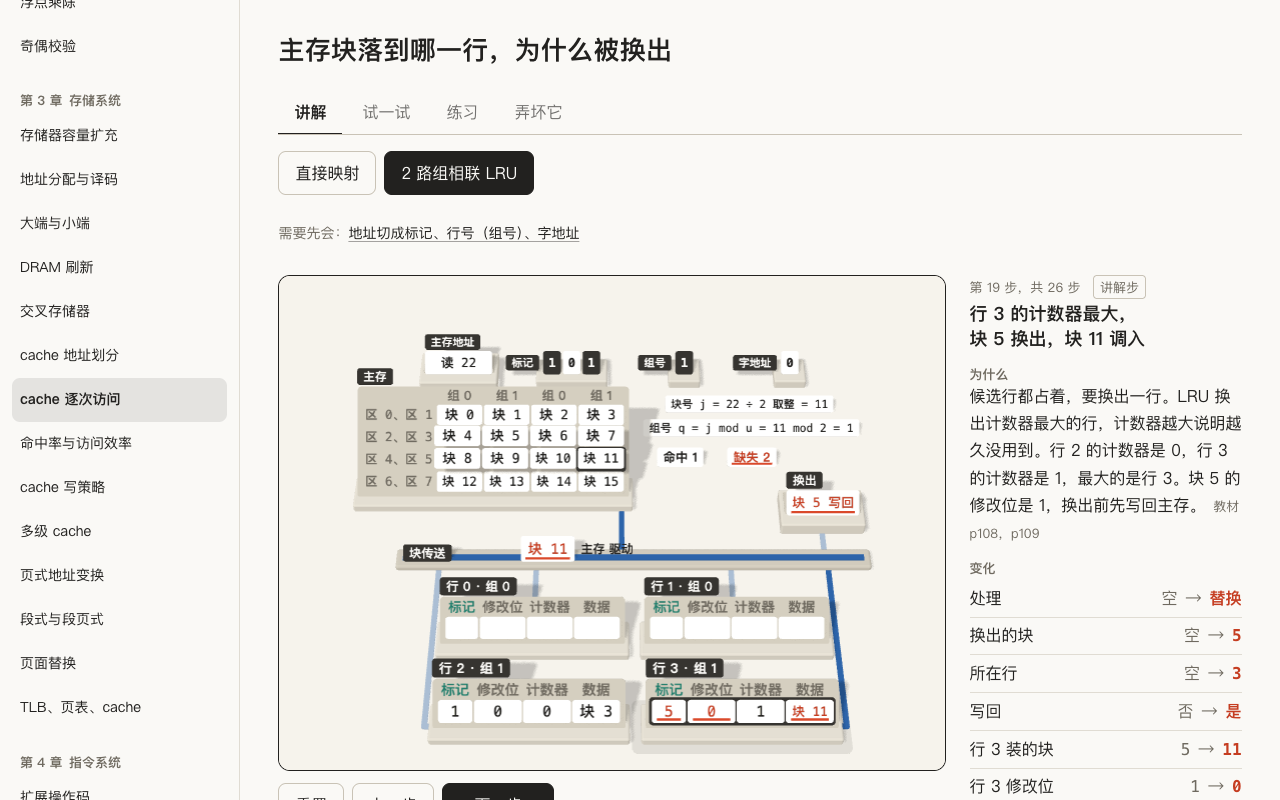 浮点乘除
奇偶校验
第 3 章 存储系统
存储器容量扩充
地址分配与译码
大端与小端
DRAM 刷新
交叉存储器
cache 地址划分
cache 逐次访问
命中率与访问效率
cache 写策略
多级 cache
页式地址变换
段式与段页式
页面替换
TLB、页表、cache
第 4 章 指令系统
扩展操作码
主存块落到哪一行，为什么被换出
讲解 试一试 练习 弄坏它
直接映射 2 路组相联 LRU
需要先会： 地址切成标记、行号（组号）、字地址
主存地址
读 22 标记 1 0 1 组号 1 字地址 0
主存
组 0 组 1 组 0 组 1
区 0、区 1 块 0 块 1 块 2 块 3
区 2、区 3 块 4 块 5 块 6 块 7
区 4、区 5 块 8 块 9 块 10 块 11
区 6、区 7 块 12 块 13 块 14 块 15
块号 j = 22 ÷ 2 取整 = 11
组号 q = j mod u = 11 mod 2 = 1
命中 1 缺失 2
换出
块 5 写回
块传送 块 11 主存 驱动
行 0 · 组 0
标记 修改位 计数器 数据
行 1 · 组 0
标记 修改位 计数器 数据
行 2 · 组 1
标记 修改位 计数器 数据
1 0 0 块 3
行 3 · 组 1
标记 修改位 计数器 数据
5 0 1 块 11
第 19 步，共 26 步 讲解步
行 3 的计数器最大，
块 5 换出，块 11 调入
为什么
候选行都占着，要换出一行。LRU 换
出计数器最大的行，计数器越大说明越
久没用到。行 2 的计数器是 0，行 3
的计数器是 1，最大的是行 3。块 5 的
修改位是 1，换出前先写回主存。 教材
p108，p109
变化
处理 空 → 替换
换出的块 空 → 5
所在行 空 → 3
写回 否 → 是
行 3 装的块 5 → 11
行 3 修改位 1 → 0